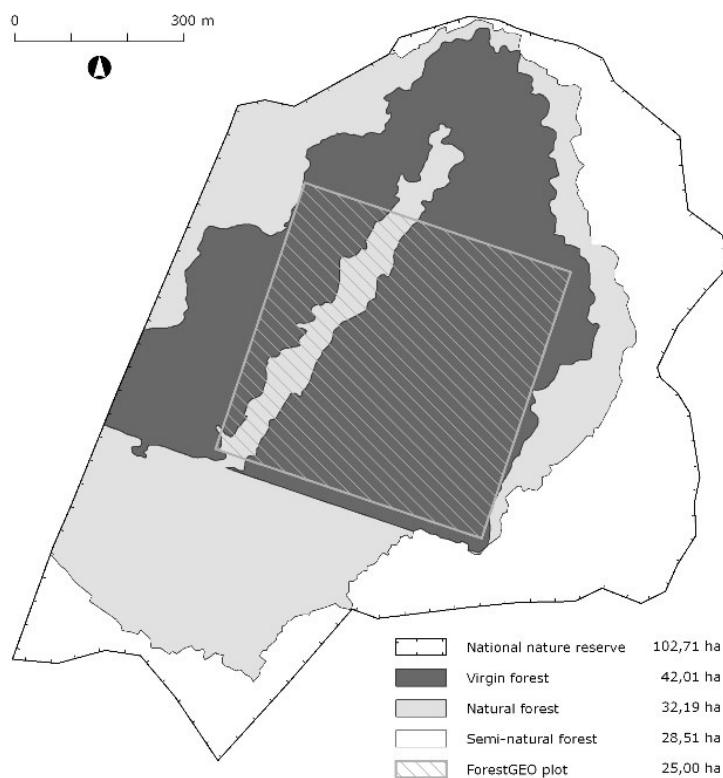 0 300 m
National nature reserve 102,71 ha
Virgin forest 42,01 ha
Natural forest 32,19 ha
Semi-natural forest 28,51 ha
ForestGEO plot 25,00 ha